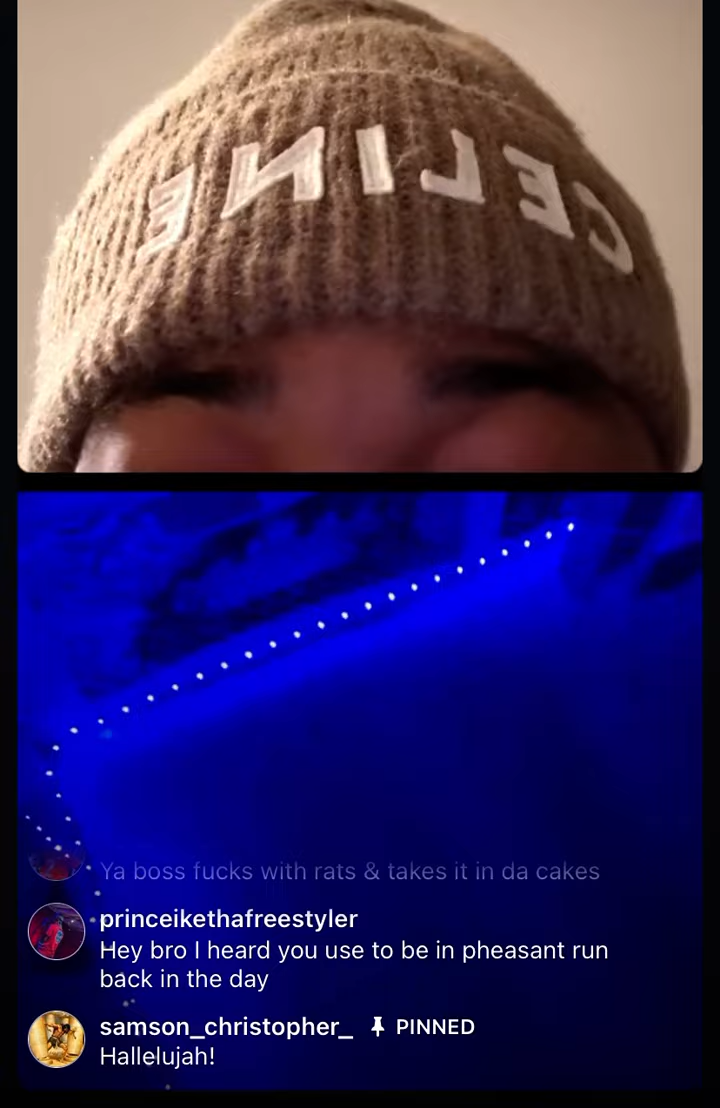 CELINE
Ya boss fucks with rats & takes it in da cakes
princeikethafreestyler
Hey bro I heard you use to be in pheasant run
back in the day
samson_christopher_ PINNED
Hallelujah!